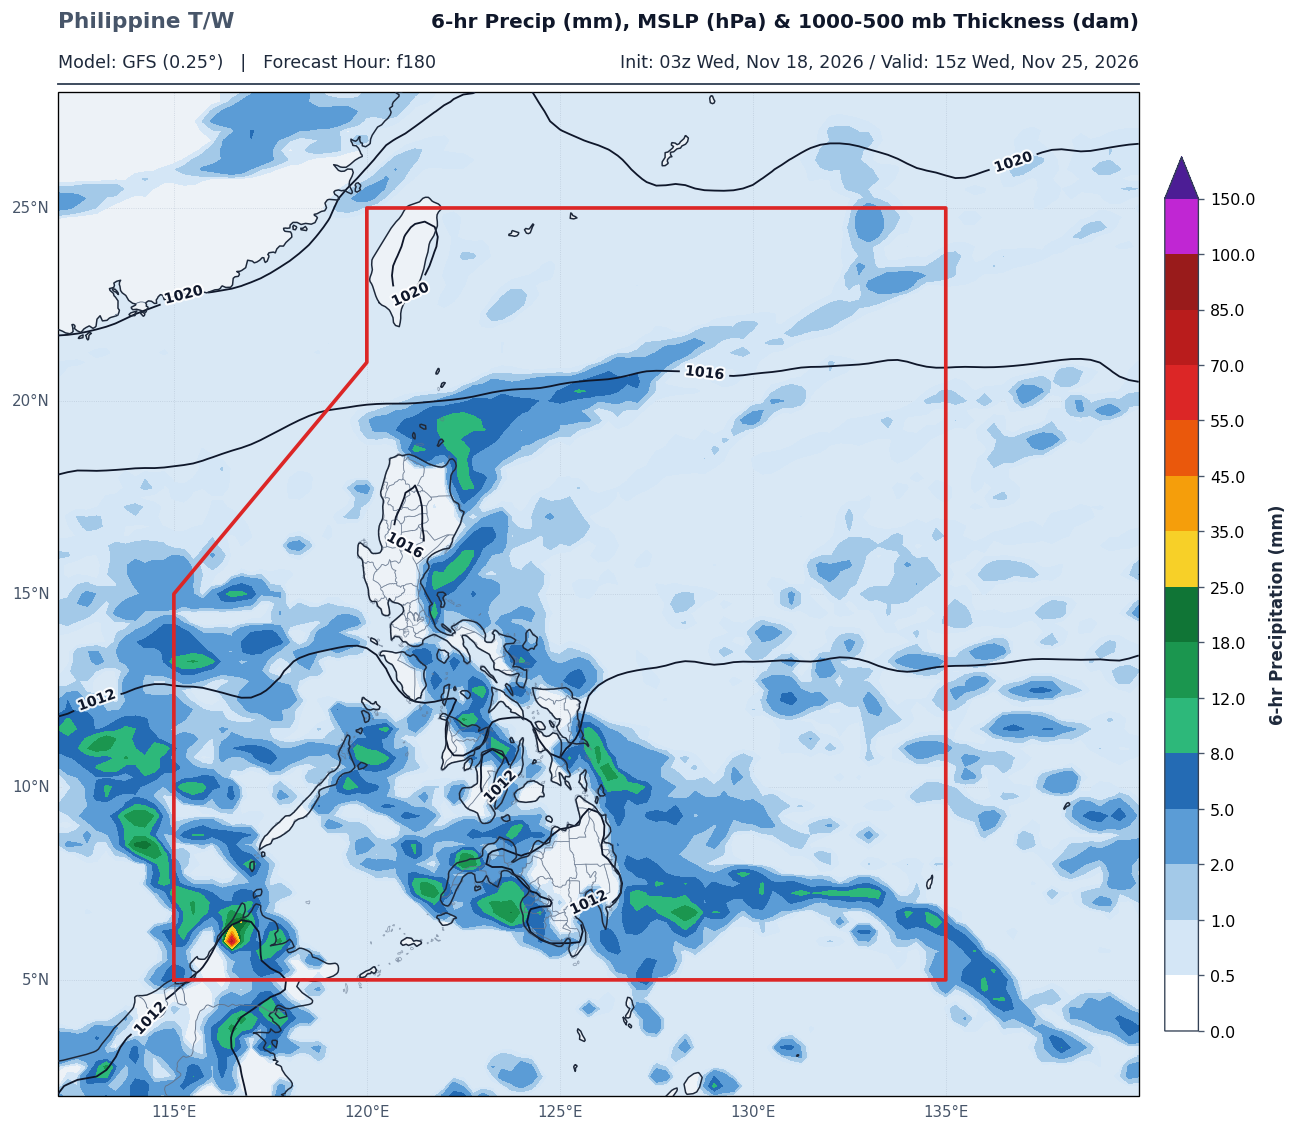 Philippine T/W
6-hr Precip (mm), MSLP (hPa) & 1000-500 mb Thickness (dam)
Model: GFS (0.25°) | Forecast Hour: f180
Init: 03z Wed, Nov 18, 2026 / Valid: 15z Wed, Nov 25, 2026
1020
1020
1020
1016
1016
1012
1012
1012
1012
25°N
20°N
15°N
10°N
5°N
115°E
120°E
125°E
130°E
135°E
150.0
100.0
85.0
70.0
55.0
45.0
35.0
25.0
18.0
12.0
8.0
5.0
2.0
1.0
0.5
0.0
6-hr Precipitation (mm)